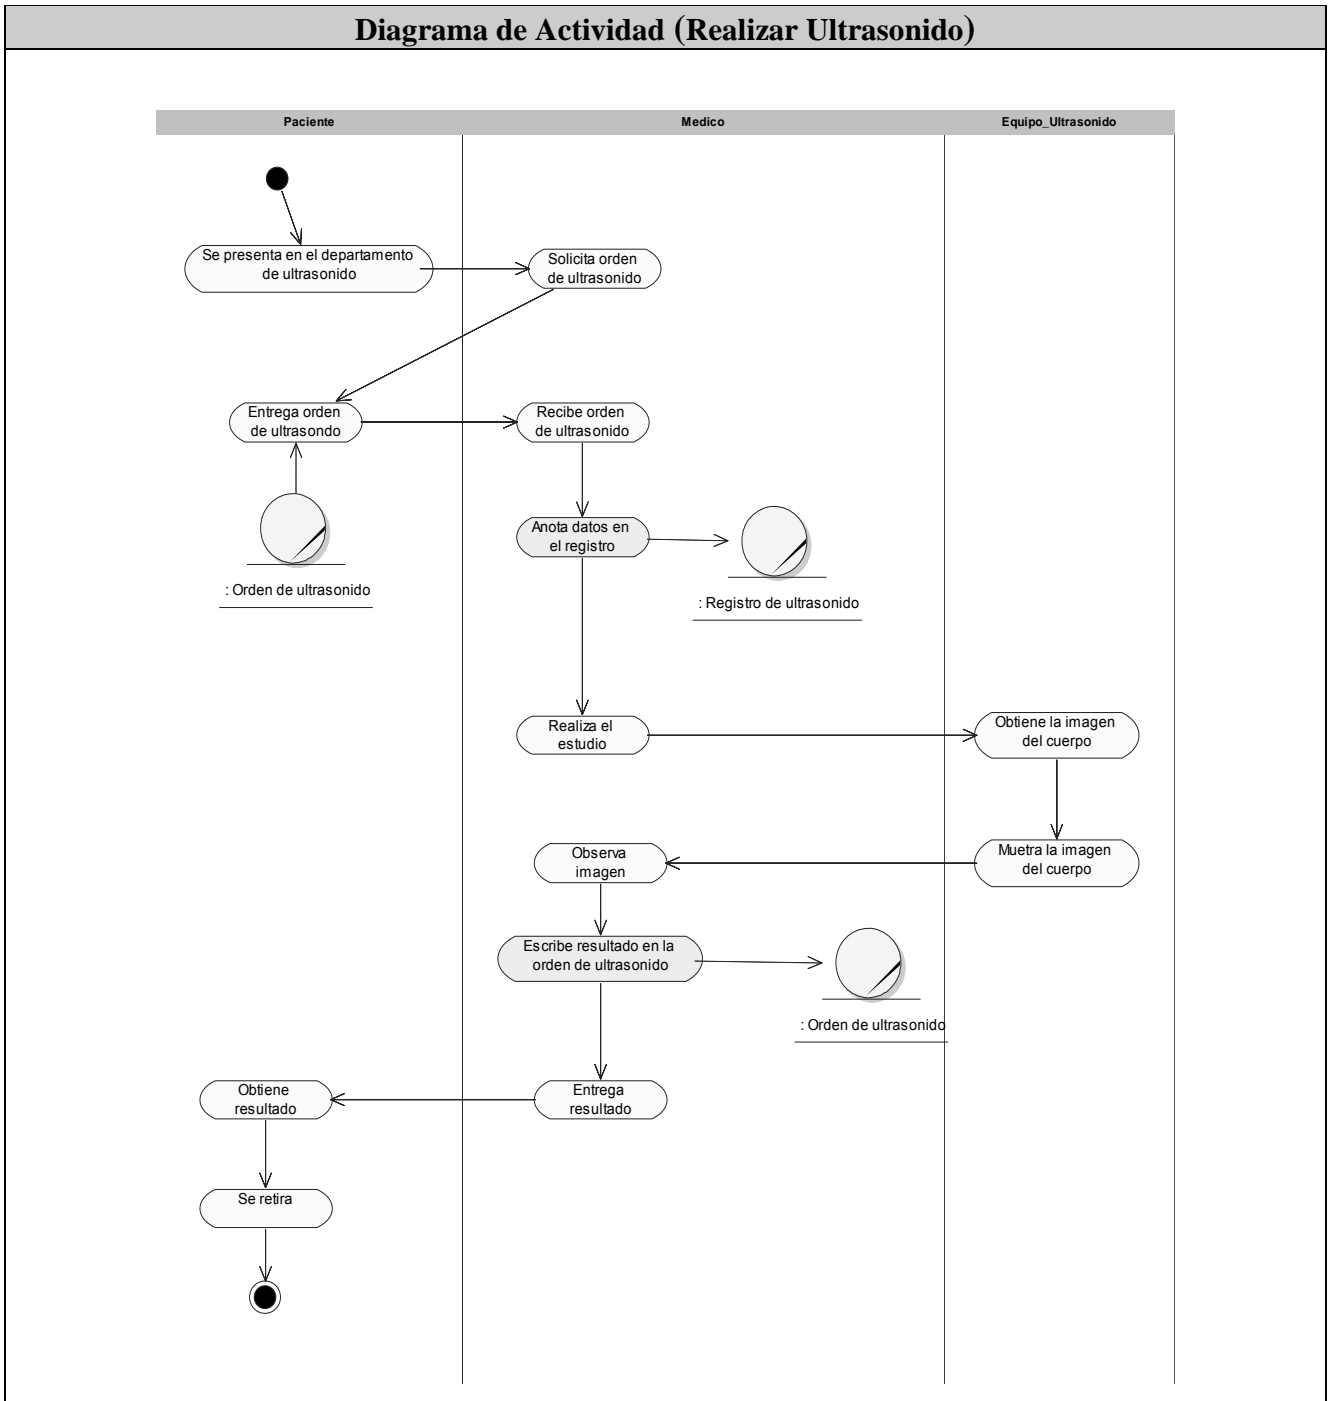 Diagrama de Actividad (Realizar Ultrasonido)
Paciente
Medico
Equipo_Ultrasonido
Se presenta en el departamento
de ultrasonido
Solicita orden
de ultrasonido
Entrega orden
de ultrasondo
Recibe orden
de ultrasonido
Anota datos en
el registro
: Orden de ultrasonido
: Registro de ultrasonido
Realiza el
estudio
Obtiene la imagen
del cuerpo
Observa
imagen
Muetra la imagen
del cuerpo
Escribe resultado en la
orden de ultrasonido
: Orden de ultrasonido
Obtiene
resultado
Entrega
resultado
Se retira